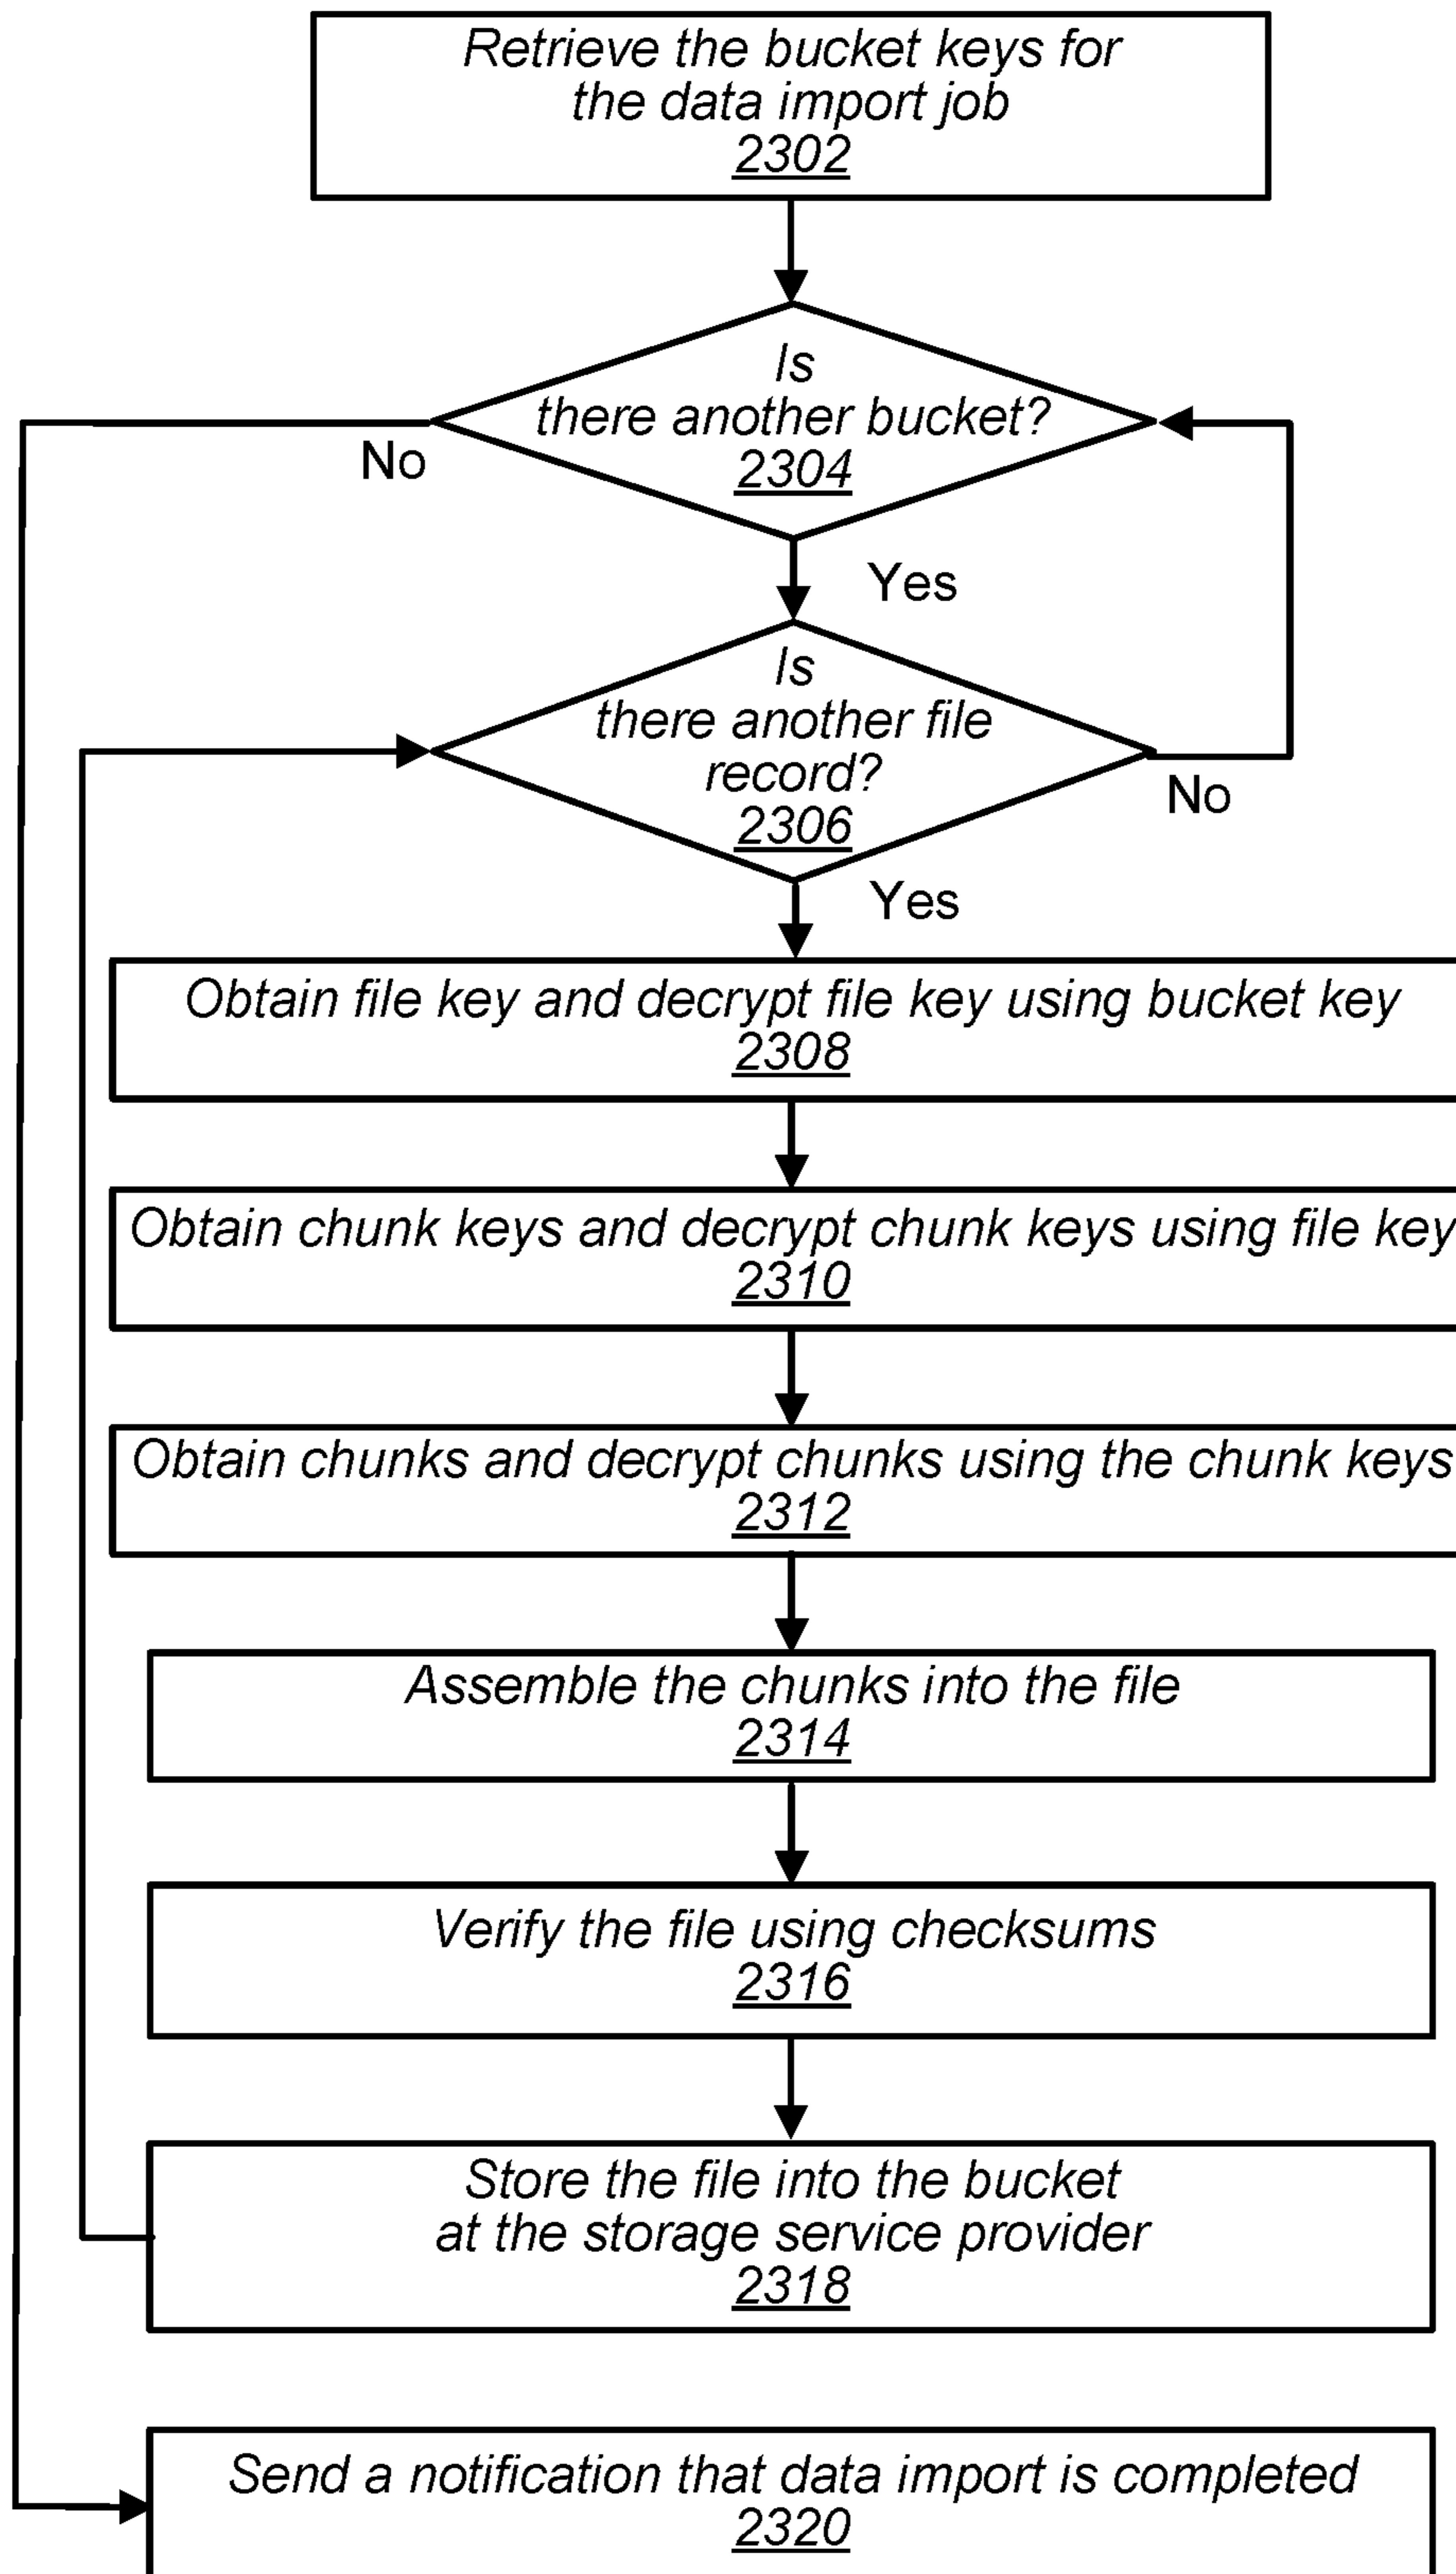 Retrieve the bucket keys for
the data import job
2302
Is
there another bucket?
2304
No
Yes
Is
there another file
record?
2306
No
Yes
Obtain file key and decrypt file key using bucket key
2308
Obtain chunk keys and decrypt chunk keys using file key
2310
Obtain chunks and decrypt chunks using the chunk keys
2312
Assemble the chunks into the file
2314
Verify the file using checksums
2316
Store the file into the bucket
at the storage service provider
2318
Send a notification that data import is completed
2320